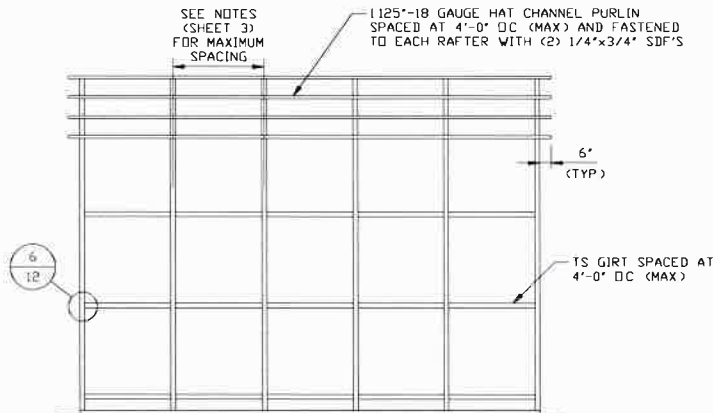 SEE NOTES
(SHEET 3)
FOR MAXIMUM
SPACING
1.125"-18 GAUGE HAT CHANNEL PURLIN
SPACED AT 4'-0" OC (MAX) AND FASTENED
TO EACH RAFTER WITH (2) 1/4"x3/4" SDF'S
6"
(TYP)
6
12
TS GIRT SPACED AT
4'-0" OC (MAX)